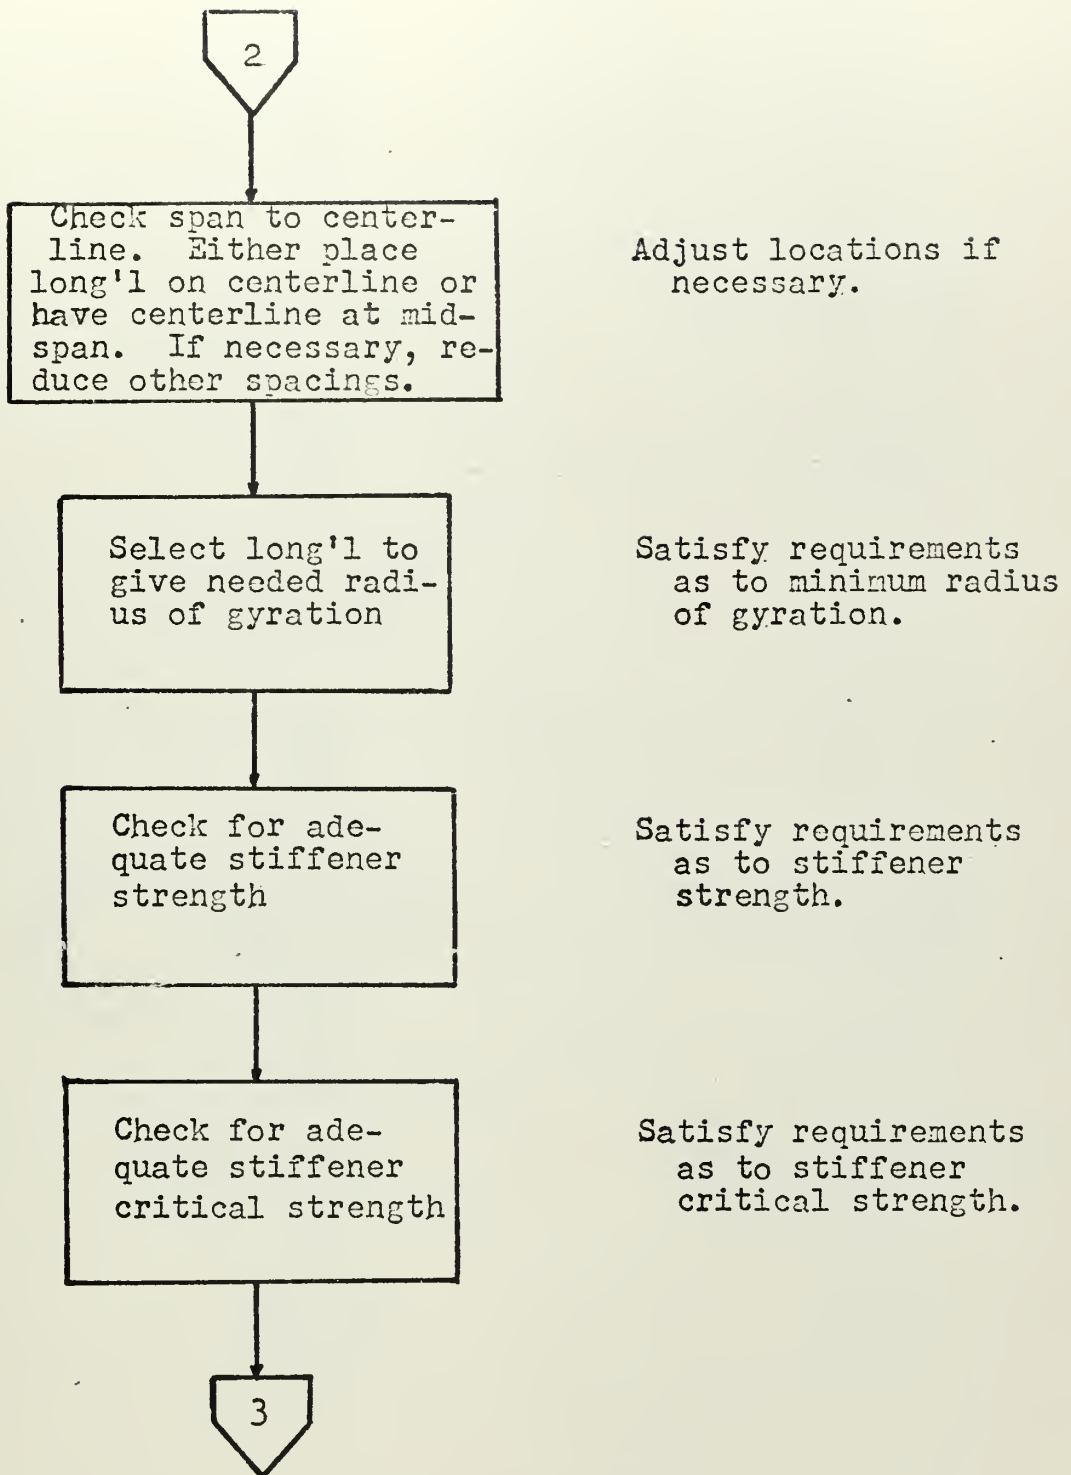 2
Check span to center-
line. Either place
long'l on centerline or
have centerline at mid-
span. If necessary, re-
duce other spacings.
Adjust locations if
necessary.
Select long'l to
give needed radi-
us of gyration
Satisfy requirements
as to minimum radius
of gyration.
Check for ade-
quate stiffener
strength
Satisfy requirements
as to stiffener
strength.
Check for ade-
quate stiffener
critical strength
Satisfy requirements
as to stiffener
critical strength.
3